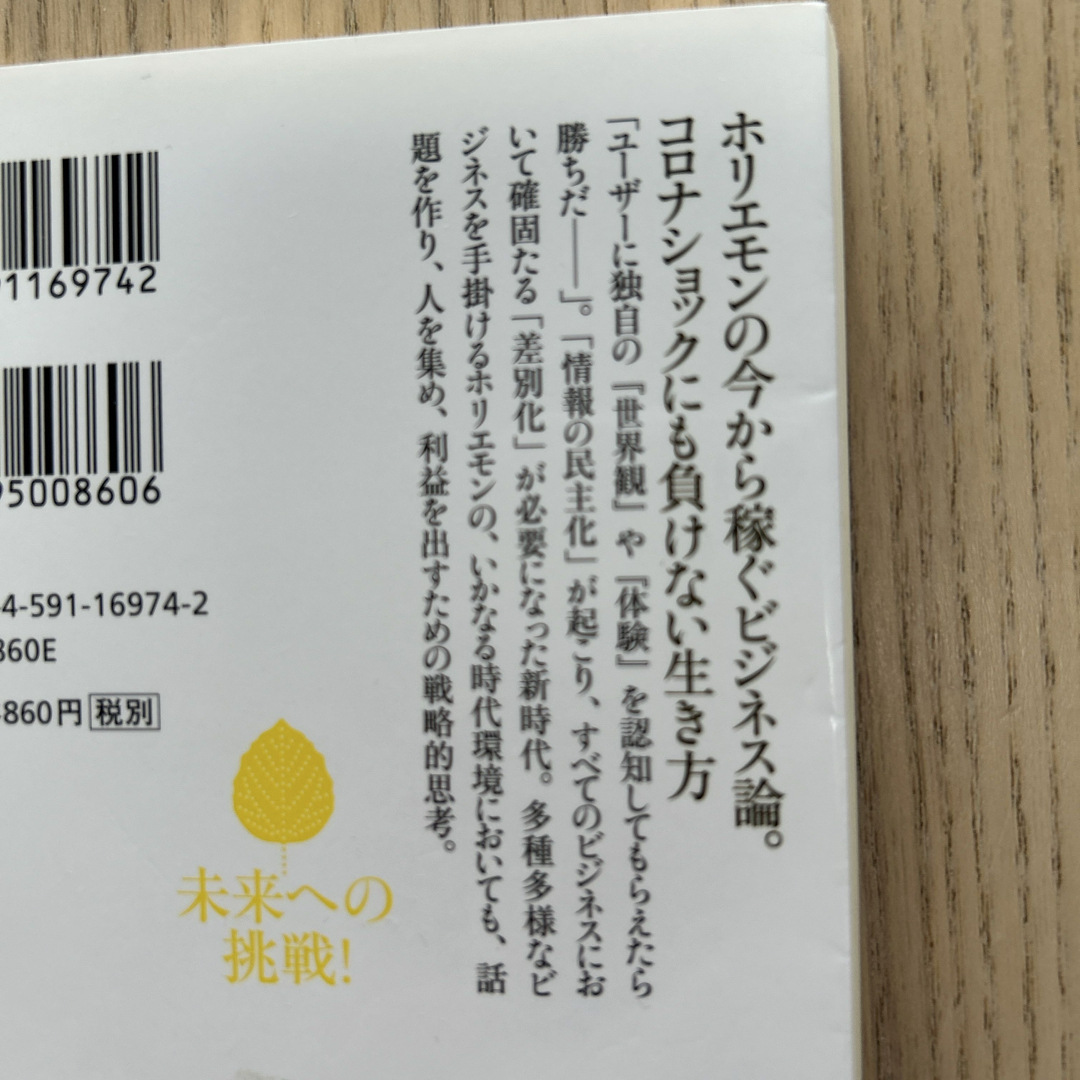 ホリエモンの今から稼ぐビジネス論。
コロナショックにも負けない生き方
「ユーザーに独自の『世界観』や『体験』を認知してもらえたら
勝ちだ──」。「情報の民主化」が起こり、すべてのビジネスにお
いて確固たる「差別化」が必要になった新時代。多種多様なビ
ジネスを手掛けるホリエモンの、いかなる時代環境においても、話
題を作り、人を集め、利益を出すための戦略的思考。
91169742
95008606
4-591-16974-2
860E
860円 税別
未来への
挑戦!